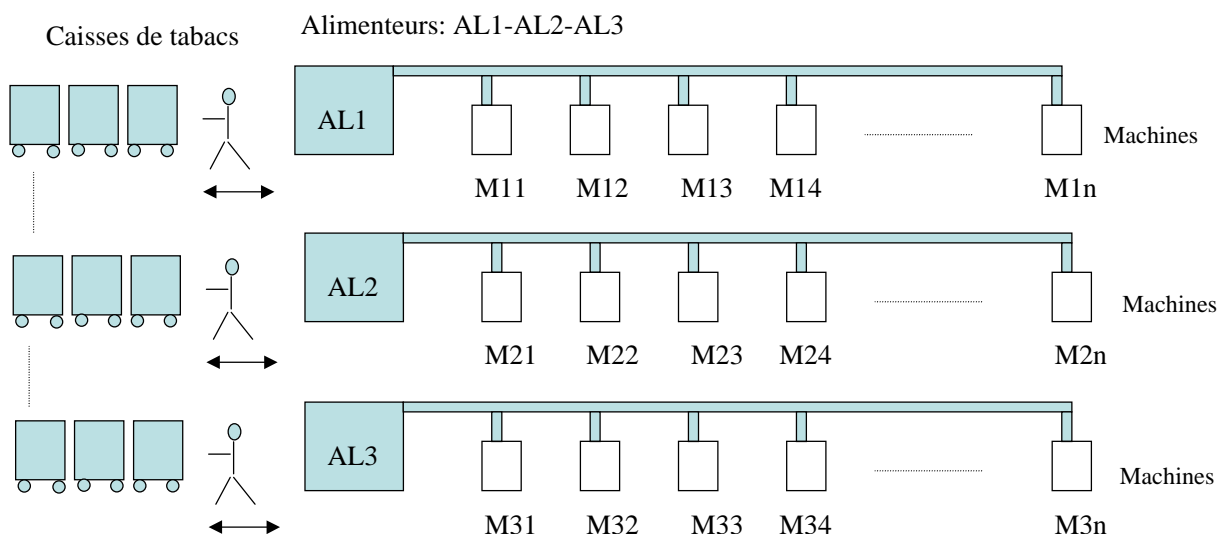 Caisses de tabacs
Alimenteurs: AL1-AL2-AL3
AL1
Machines
M11 M12 M13 M14 M1n
AL2
Machines
M21 M22 M23 M24 M2n
AL3
Machines
M31 M32 M33 M34 M3n